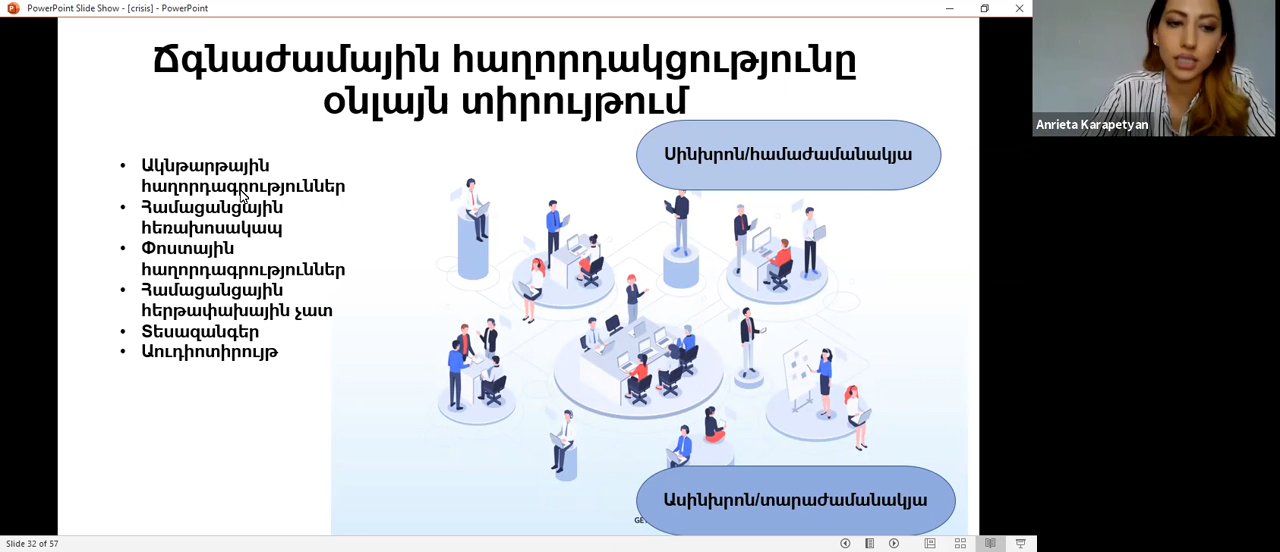 PowerPoint Slide Show - [crisis] - PowerPoint
Ճգնաժամային հաղորդակցությունը
օնլայն տիրույթում
Սինխրոն/համաժամանակյա
• Ակնթարթային
հաղորդագրություններ
• Համացանցային
հեռախոսակապ
• Փոստային
հաղորդագրություններ
• Համացանցային
հերթափախային չատ
• Տեսազանգեր
• Աուդիոտիրույթ
Ասինխրոն/տարաժամանակյա
Slide 32 of 57
Anrieta Karapetyan